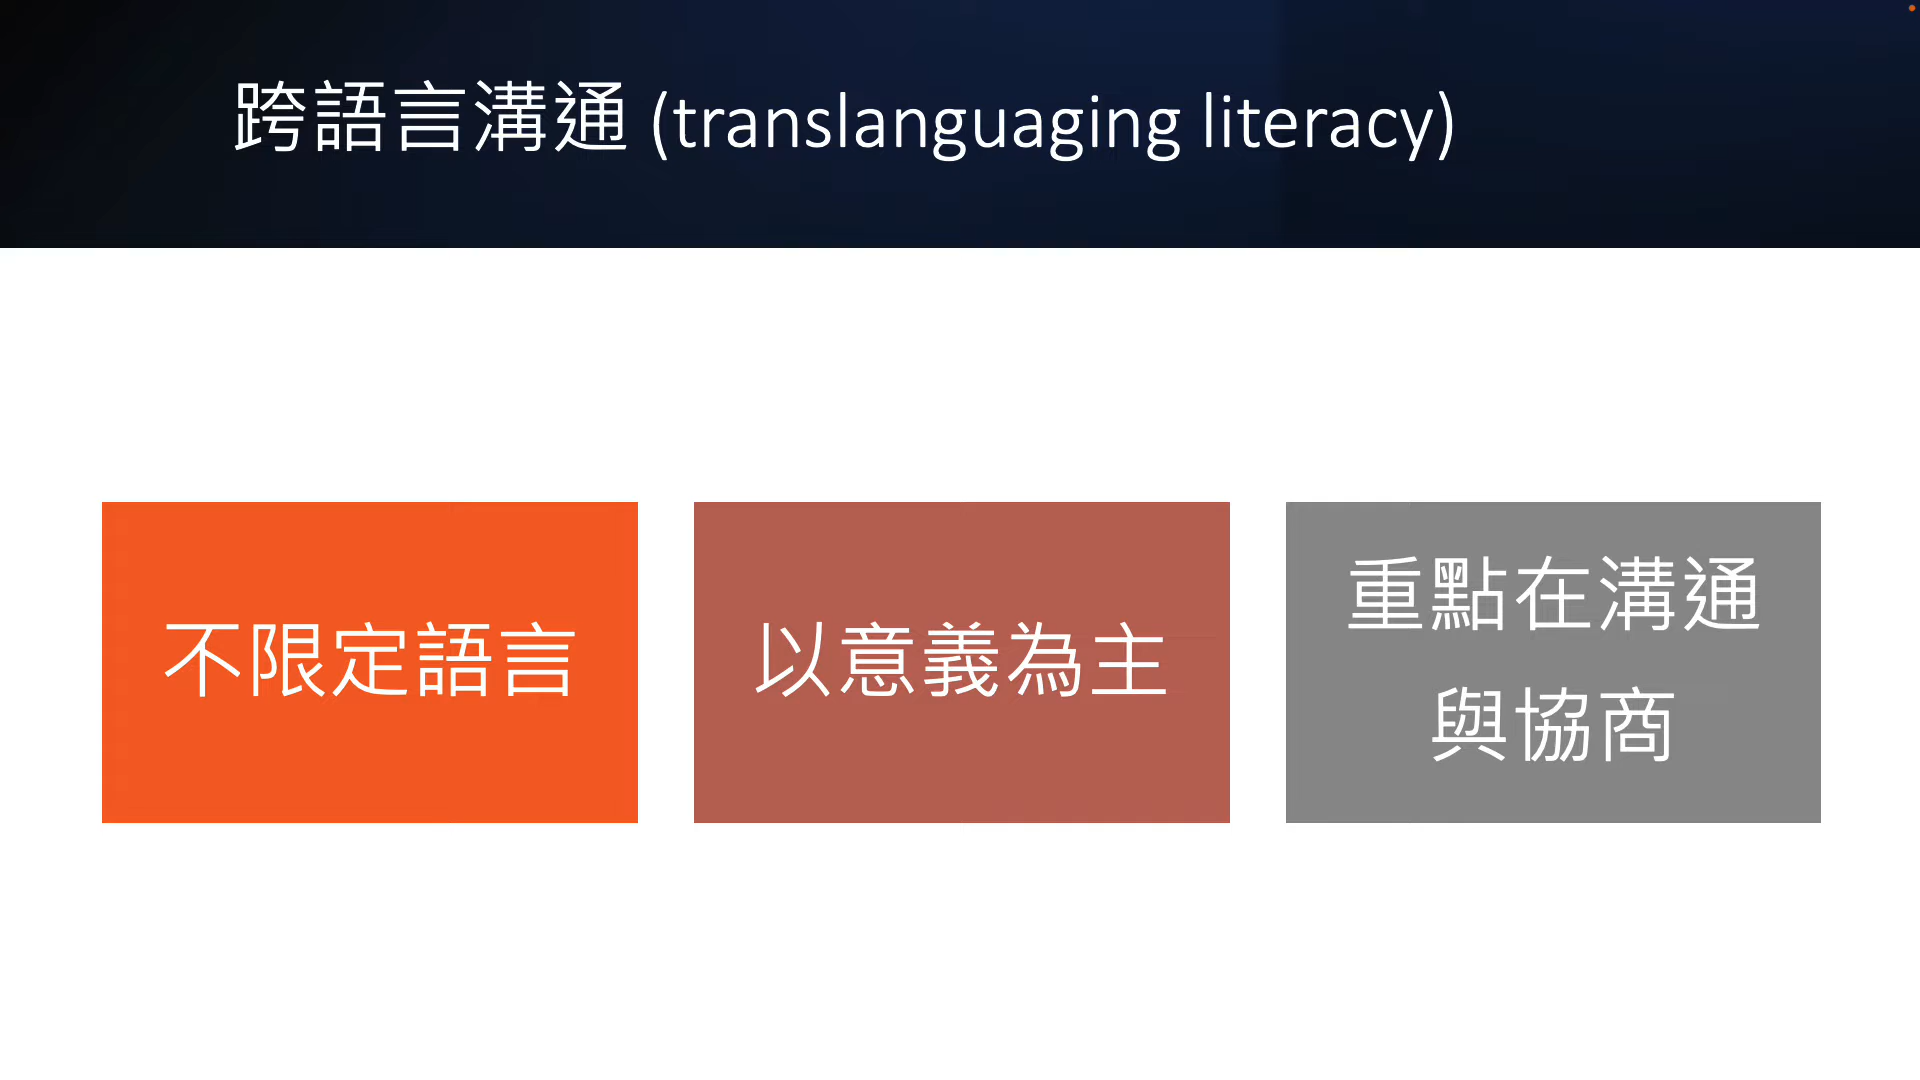 跨語言溝通 (translanguaging literacy)
不限定語言
以意義為主
重點在溝通
與協商